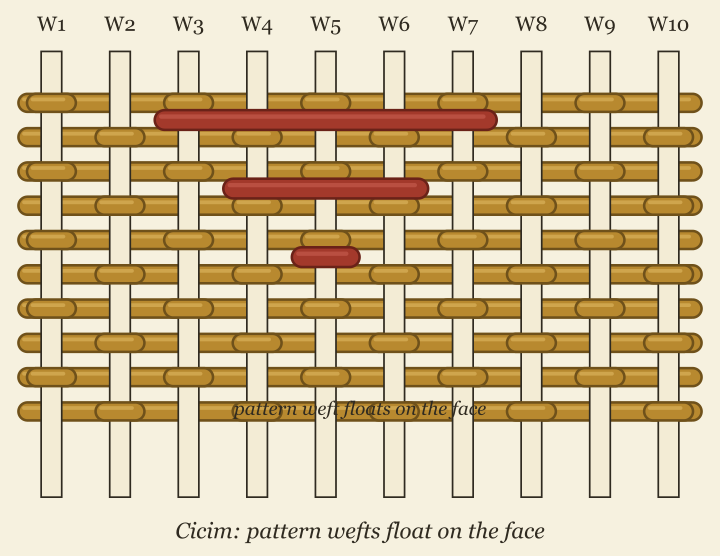 W1 W2 W3 W4 W5 W6 W7 W8 W9 W10
pattern weft floats on the face
Cicim: pattern wefts float on the face